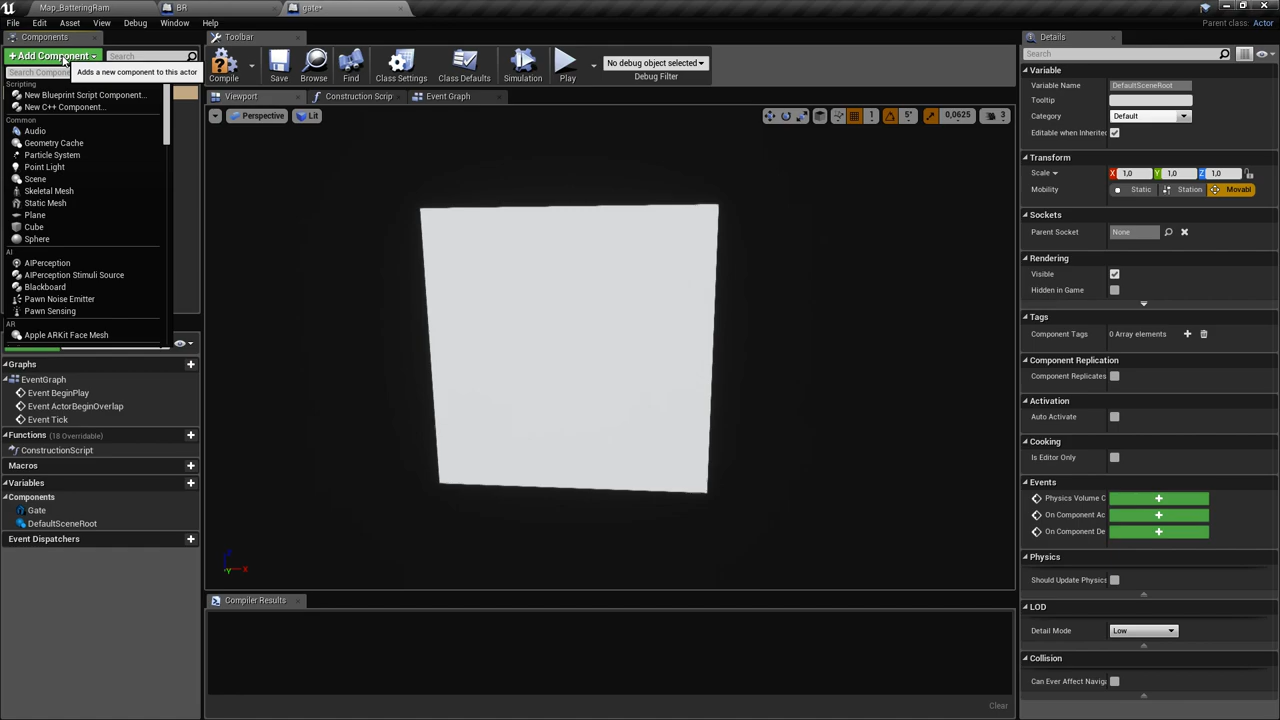 Map_BatteringRam
BR
gate*
File Edit Asset View Debug Window Help
Parent class: Actor
Components
+Add Component
Search
Search Compone
Adds a new component to this actor
Scripting
New Blueprint Script Component...
New C++ Component...
Common
Audio
Geometry Cache
Particle System
Point Light
Scene
Skeletal Mesh
Static Mesh
Plane
Cube
Sphere
AI
AIPerception
AIPerception Stimuli Source
Blackboard
Pawn Noise Emitter
Pawn Sensing
AR
Apple ARKit Face Mesh
Graphs
EventGraph
Event BeginPlay
Event ActorBeginOverlap
Event Tick
Functions (18 Overridable)
ConstructionScript
Macros
Variables
Components
Gate
DefaultSceneRoot
Event Dispatchers
Toolbar
Compile
Save
Browse
Find
Class Settings
Class Defaults
Simulation
Play
No debug object selected
Debug Filter
Viewport
Construction Scrip
Event Graph
Perspective
Lit
1
5°
0,0625
3
Z
Y
X
Compiler Results
Clear
Details
Search
Variable
Variable Name DefaultSceneRoot
Tooltip
Category Default
Editable when Inherite
Transform
Scale X 1,0 Y 1,0 Z 1,0
Mobility Static Station Movabl
Sockets
Parent Socket None
Rendering
Visible
Hidden in Game
Tags
Component Tags 0 Array elements
Component Replication
Component Replicates
Activation
Auto Activate
Cooking
Is Editor Only
Events
Physics Volume C
On Component Ac
On Component De
Physics
Should Update Physics
LOD
Detail Mode Low
Collision
Can Ever Affect Naviga